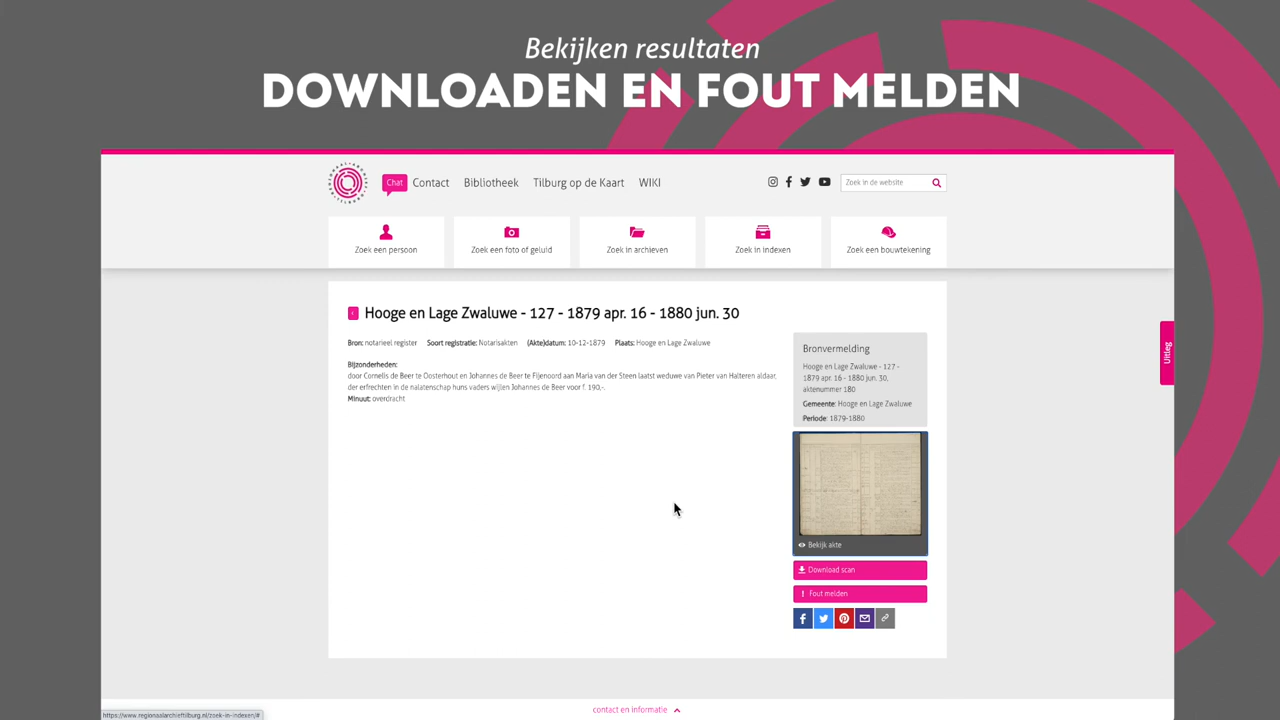 Bekijken resultaten
DOWNLOADEN EN FOUT MELDEN
Chat Contact Bibliotheek Tilburg op de Kaart WIKI
Zoek in de website
Zoek een persoon
Zoek een foto of geluid
Zoek in archieven
Zoek in indexen
Zoek een bouwtekening
Hooge en Lage Zwaluwe - 127 - 1879 apr. 16 - 1880 jun. 30
Bron: notarieel register Soort registratie: Notarisakten (Akte)datum: 10-12-1879 Plaats: Hooge en Lage Zwaluwe
Bijzonderheden:
door Cornelis de Beer te Oosterhout en Johannes de Beer te Fijenoord aan Maria van der Steen laatst weduwe van Pieter van Halteren aldaar,
der erfrechten in de nalatenschap huns vaders wijlen Johannes de Beer voor f. 190,-.
Minuut: overdracht
Bronvermelding
Hooge en Lage Zwaluwe - 127 -
1879 apr. 16 - 1880 jun. 30,
aktenummer 180
Gemeente: Hooge en Lage Zwaluwe
Periode: 1879-1880
Bekijk akte
Download scan
! Fout melden
Uitleg
contact en informatie
https://www.regionaalarchieftilburg.nl/zoek-in-indexen/#